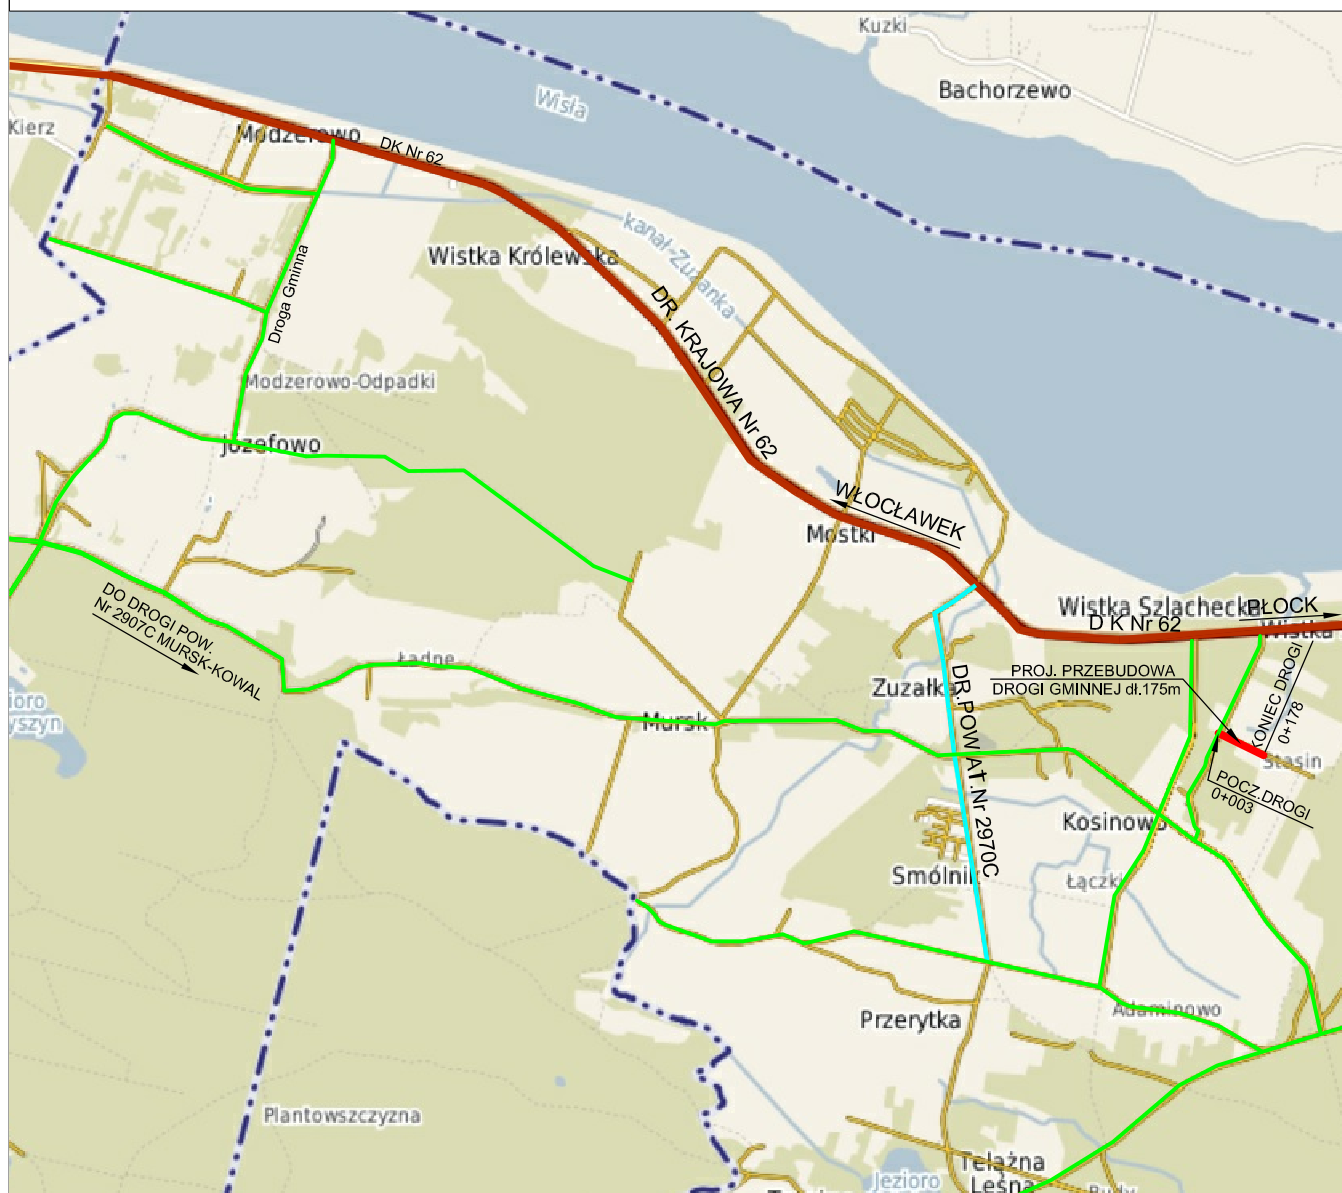 Kuzki
Bachorzewo
Wisła
Kierz
Modzerowo
DK Nr 62
kanał-Zuzanka
Wistka Królewska
Droga Gminna
DR. KRAJOWA Nr 62
Modzerowo-Odpadki
Józefowo
WŁOCŁAWEK
Mostki
DO DROGI POW.
Nr 2907C MURSK-KOWAL
Wistka Szlachecka
PŁOCK
D K Nr 62
Wistka
Ładne
PROJ. PRZEBUDOWA
DROGI GMINNEJ dł.175m
Zuzałka
DR.POWIAT.Nr 2970C
KONIEC DROGI
0+178
Mursk
Stasin
POCZ.DROGI
0+003
Kosinowo
Smólnik
Łączki
Adaminowo
Przerytka
Plantowszczyzna
Telążna
Leśna
Jezioro